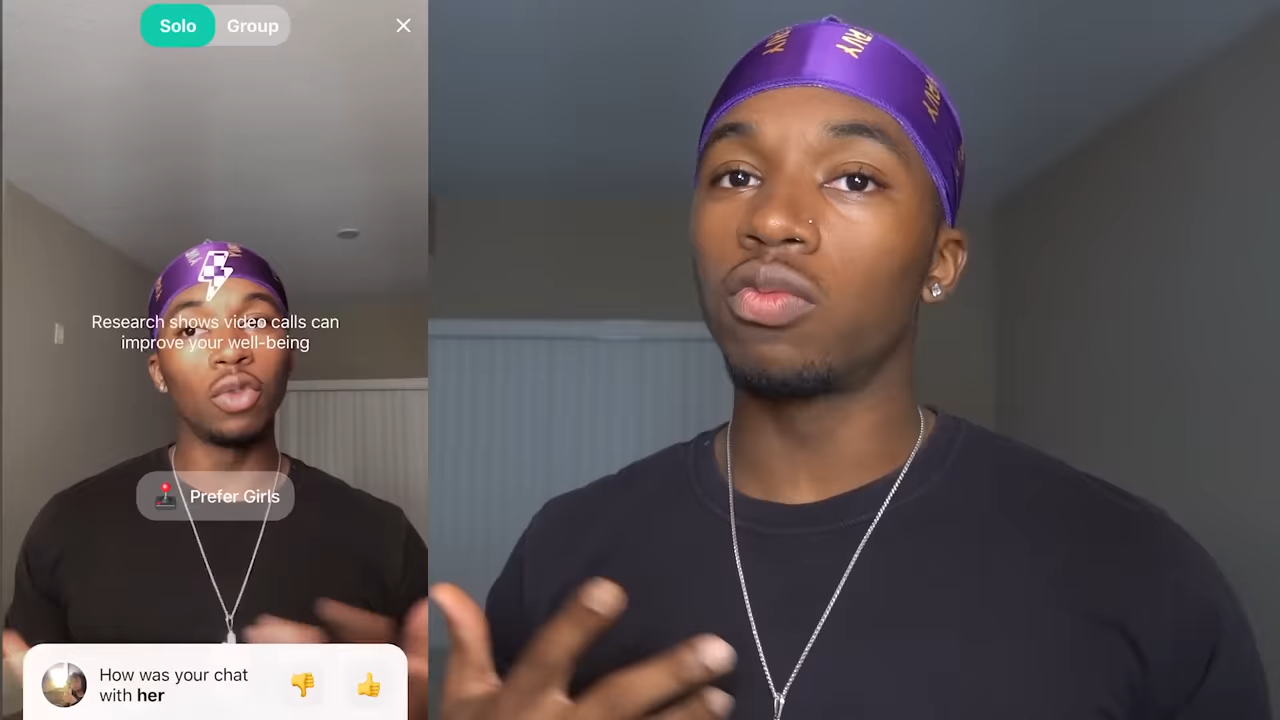 Solo
Group
Research shows video calls can
improve your well-being
Prefer Girls
How was your chat
with her